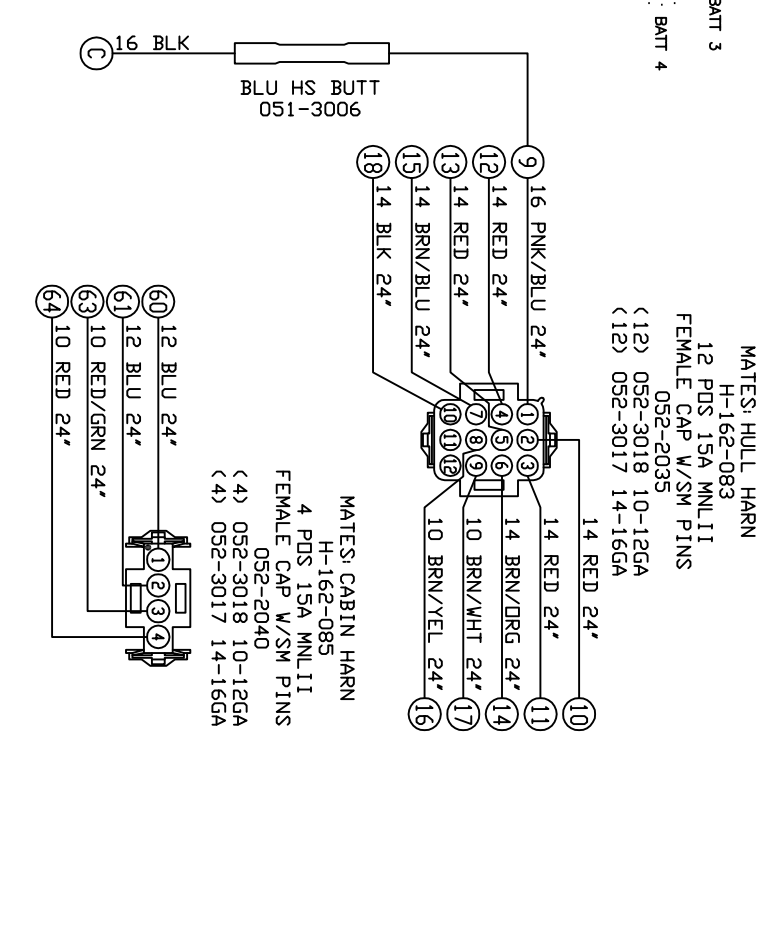 BATT 3
: BATT 4
C
16 BLK
BLU HS BUTT
051-3006
9
12
13
15
18
16 PNK/BLU 24"
14 RED 24"
14 RED 24"
14 BRN/BLU 24"
14 BLK 24"
MATES: HULL HARN
H-162-083
12 POS 15A MNLII
FEMALE CAP W/SM PINS
052-2035
(12) 052-3018 10-12GA
(12) 052-3017 14-16GA
1
2
3
4
5
6
7
8
9
10
11
12
14 RED 24"
14 RED 24"
14 BRN/ORG 24"
10 BRN/WHT 24"
10 BRN/YEL 24"
10
11
14
17
16
60
61
63
64
12 BLU 24"
12 BLU 24"
10 RED/GRN 24"
10 RED 24"
MATES: CABIN HARN
H-162-085
4 POS 15A MNLII
FEMALE CAP W/SM PINS
052-2040
(4) 052-3018 10-12GA
(4) 052-3017 14-16GA
1
2
3
4